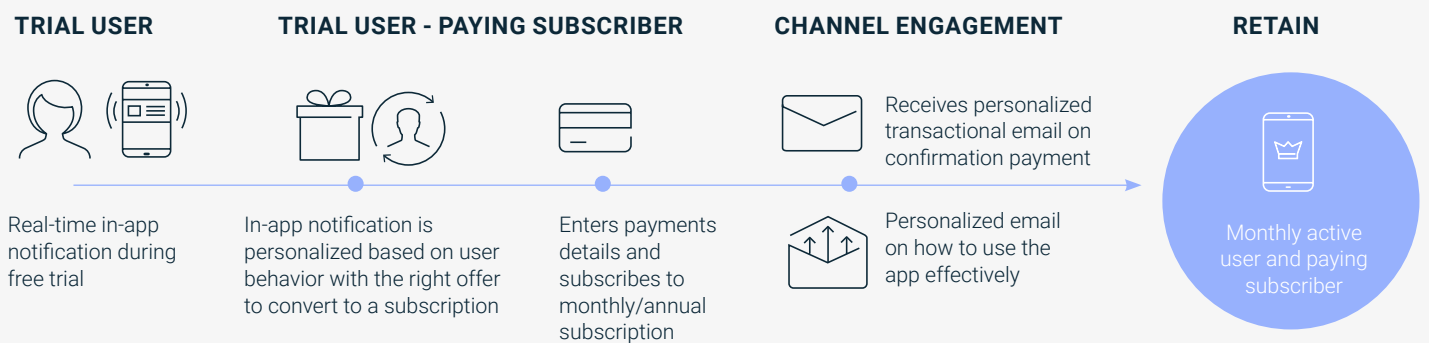 TRIAL USER
TRIAL USER - PAYING SUBSCRIBER
CHANNEL ENGAGEMENT
RETAIN
Real-time in-app
notification during
free trial
In-app notification is
personalized based on user
behavior with the right offer
to convert to a subscription
Enters payments
details and
subscribes to
monthly/annual
subscription
Receives personalized
transactional email on
confirmation payment
Personalized email
on how to use the
app effectively
Monthly active
user and paying
subscriber